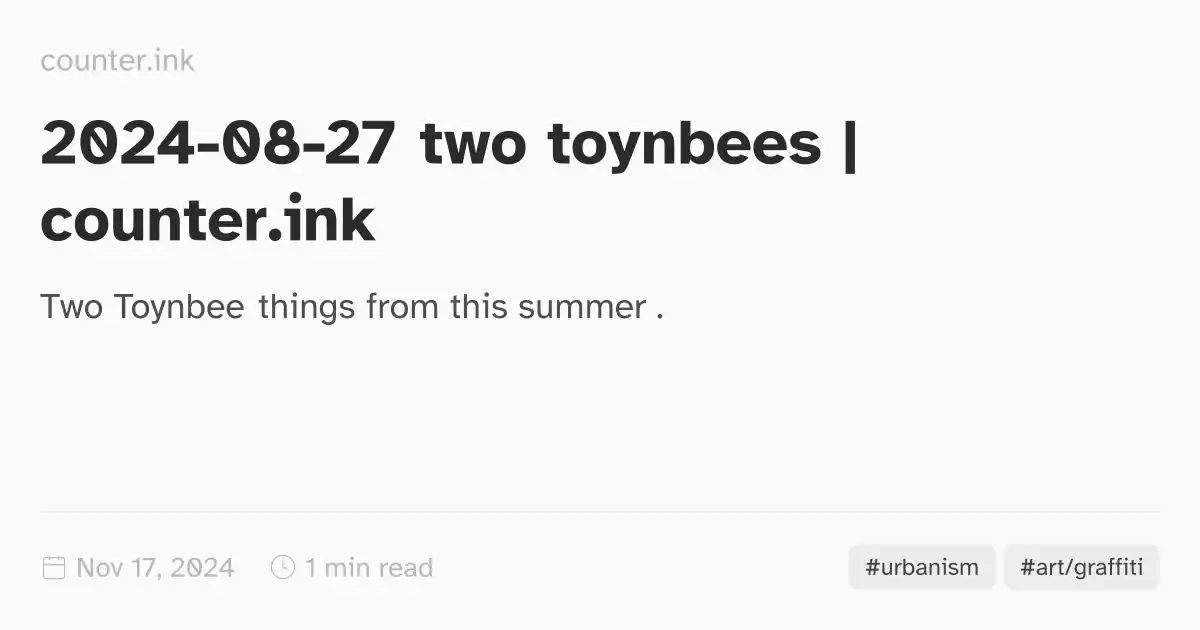 counter.ink
2024-08-27 two toynbees |
counter.ink
Two Toynbee things from this summer .
Nov 17, 2024 1 min read #urbanism #art/graffiti